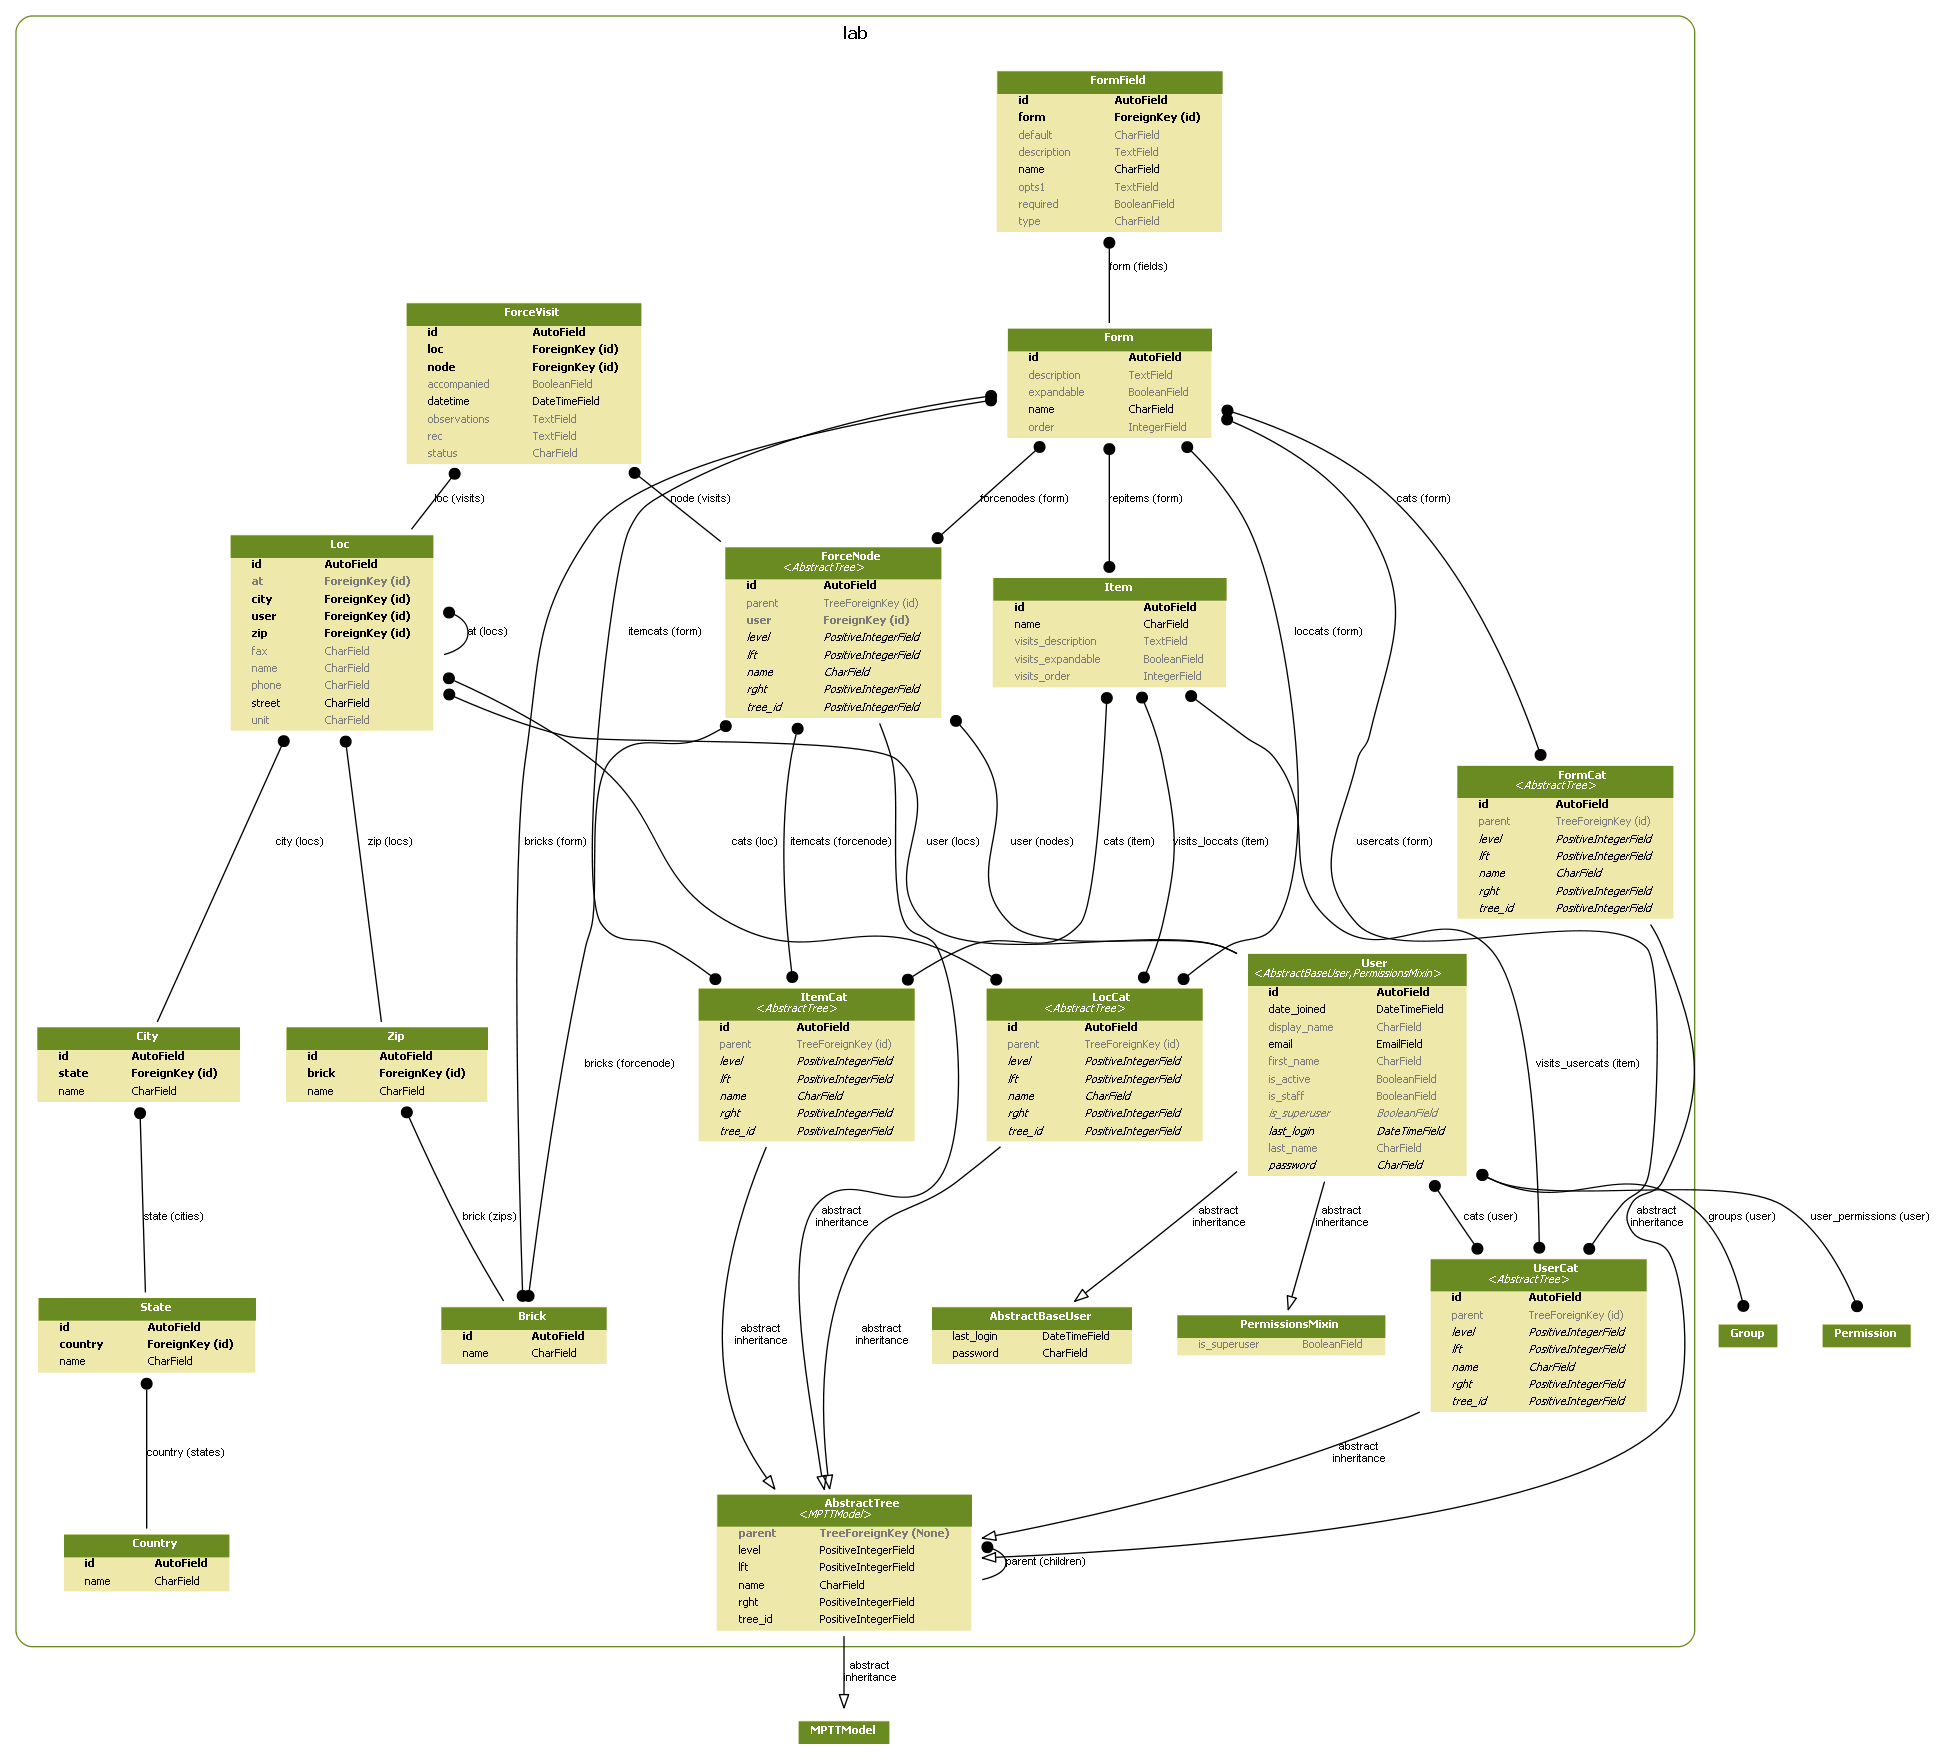 lab
FormField
id AutoField
form ForeignKey (id)
default CharField
description TextField
name CharField
opts1 TextField
required BooleanField
type CharField
form (fields)
ForceVisit
id AutoField
loc ForeignKey (id)
node ForeignKey (id)
accompanied BooleanField
datetime DateTimeField
observations TextField
rec TextField
status CharField
Form
id AutoField
description TextField
expandable BooleanField
name CharField
order IntegerField
loc (visits)
node (visits)
forcenodes (form)
repitems (form)
cats (form)
Loc
id AutoField
at ForeignKey (id)
city ForeignKey (id)
user ForeignKey (id)
zip ForeignKey (id)
fax CharField
name CharField
phone CharField
street CharField
unit CharField
at (locs)
itemcats (form)
ForceNode
<AbstractTree>
id AutoField
parent TreeForeignKey (id)
user ForeignKey (id)
level PositiveIntegerField
lft PositiveIntegerField
name CharField
rght PositiveIntegerField
tree_id PositiveIntegerField
Item
id AutoField
name CharField
visits_description TextField
visits_expandable BooleanField
visits_order IntegerField
loccats (form)
FormCat
<AbstractTree>
id AutoField
parent TreeForeignKey (id)
level PositiveIntegerField
lft PositiveIntegerField
name CharField
rght PositiveIntegerField
tree_id PositiveIntegerField
city (locs)
zip (locs)
bricks (form)
cats (loc)
itemcats (forcenode)
user (locs)
user (nodes)
cats (item)
visits_loccats (item)
usercats (form)
City
id AutoField
state ForeignKey (id)
name CharField
Zip
id AutoField
brick ForeignKey (id)
name CharField
bricks (forcenode)
ItemCat
<AbstractTree>
id AutoField
parent TreeForeignKey (id)
level PositiveIntegerField
lft PositiveIntegerField
name CharField
rght PositiveIntegerField
tree_id PositiveIntegerField
LocCat
<AbstractTree>
id AutoField
parent TreeForeignKey (id)
level PositiveIntegerField
lft PositiveIntegerField
name CharField
rght PositiveIntegerField
tree_id PositiveIntegerField
User
<AbstractBaseUser,PermissionsMixin>
id AutoField
date_joined DateTimeField
display_name CharField
email EmailField
first_name CharField
is_active BooleanField
is_staff BooleanField
is_superuser BooleanField
last_login DateTimeField
last_name CharField
password CharField
visits_usercats (item)
state (cities)
brick (zips)
abstract
inheritance
abstract
inheritance
abstract
inheritance
cats (user)
abstract
inheritance
groups (user)
user_permissions (user)
State
id AutoField
country ForeignKey (id)
name CharField
Brick
id AutoField
name CharField
abstract
inheritance
abstract
inheritance
AbstractBaseUser
last_login DateTimeField
password CharField
PermissionsMixin
is_superuser BooleanField
UserCat
<AbstractTree>
id AutoField
parent TreeForeignKey (id)
level PositiveIntegerField
lft PositiveIntegerField
name CharField
rght PositiveIntegerField
tree_id PositiveIntegerField
Group
Permission
country (states)
abstract
inheritance
Country
id AutoField
name CharField
AbstractTree
<MPTTModel>
parent TreeForeignKey (None)
level PositiveIntegerField
lft PositiveIntegerField
name CharField
rght PositiveIntegerField
tree_id PositiveIntegerField
parent (children)
abstract
inheritance
MPTTModel